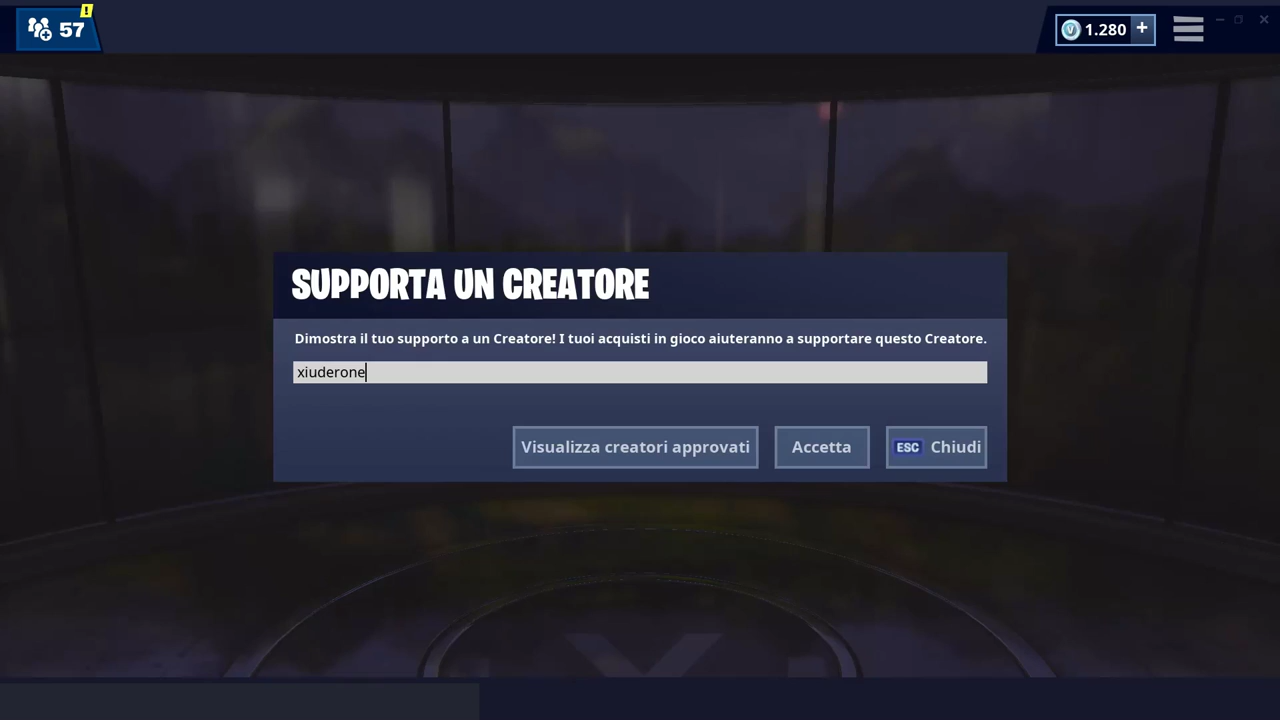 57
!
1.280 +
SUPPORTA UN CREATORE
Dimostra il tuo supporto a un Creatore! I tuoi acquisti in gioco aiuteranno a supportare questo Creatore.
xiuderone
Visualizza creatori approvati
Accetta
ESC Chiudi